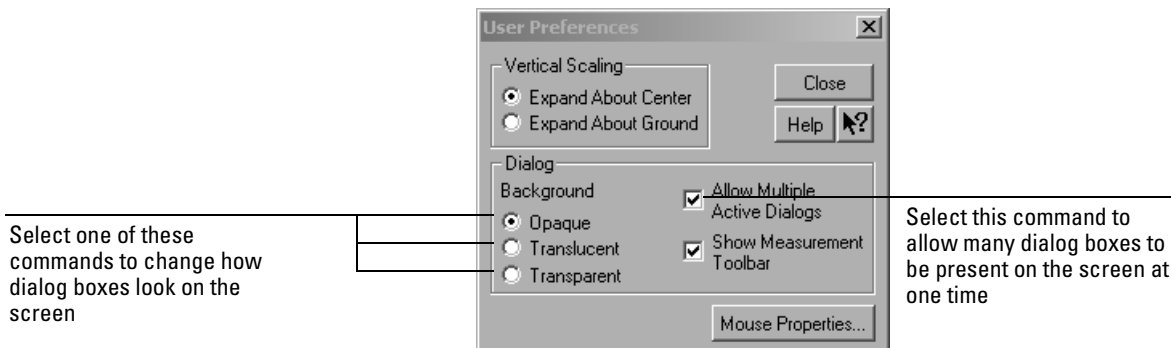 User Preferences
Vertical Scaling
Expand About Center
Expand About Ground
Close
Help
?
Dialog
Background
Opaque
Translucent
Transparent
Allow Multiple
Active Dialogs
Show Measurement
Toolbar
Mouse Properties...
Select one of these
commands to change how
dialog boxes look on the
screen
Select this command to
allow many dialog boxes to
be present on the screen at
one time